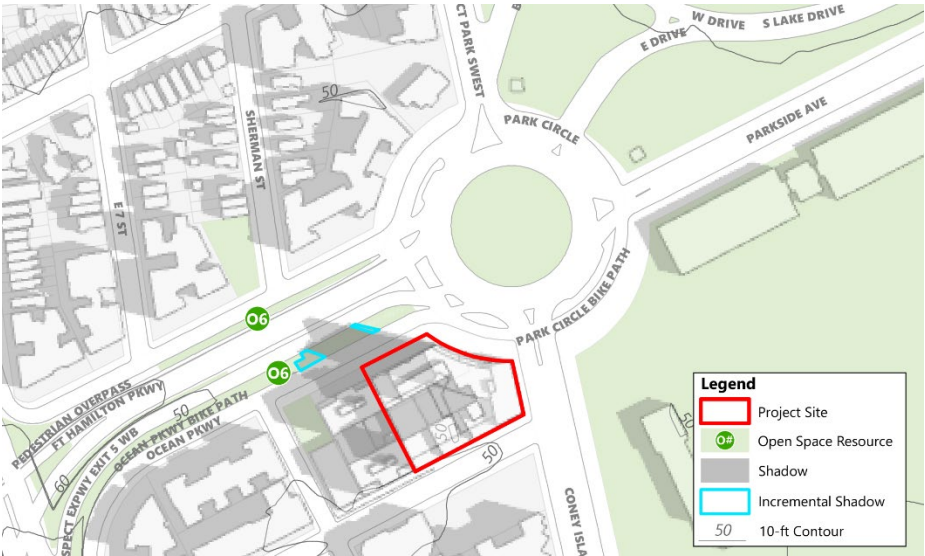 CT PARK SWEST
W DRIVE
S LAKE DRIVE
E DRIVE
50
PARK CIRCLE
PARKSIDE AVE
SHERMAN ST
E 7 ST
O6
PARK CIRCLE BIKE PATH
O6
PEDESTRIAN OVERPASS
FT HAMILTON PKWY
50
OCEAN PKWY BIKE PATH
OCEAN PKWY
SPECT EXPWY EXIT 5 WB
60
50
50
CONEY ISLA
50
Legend
Project Site
O# Open Space Resource
Shadow
Incremental Shadow
50 10-ft Contour